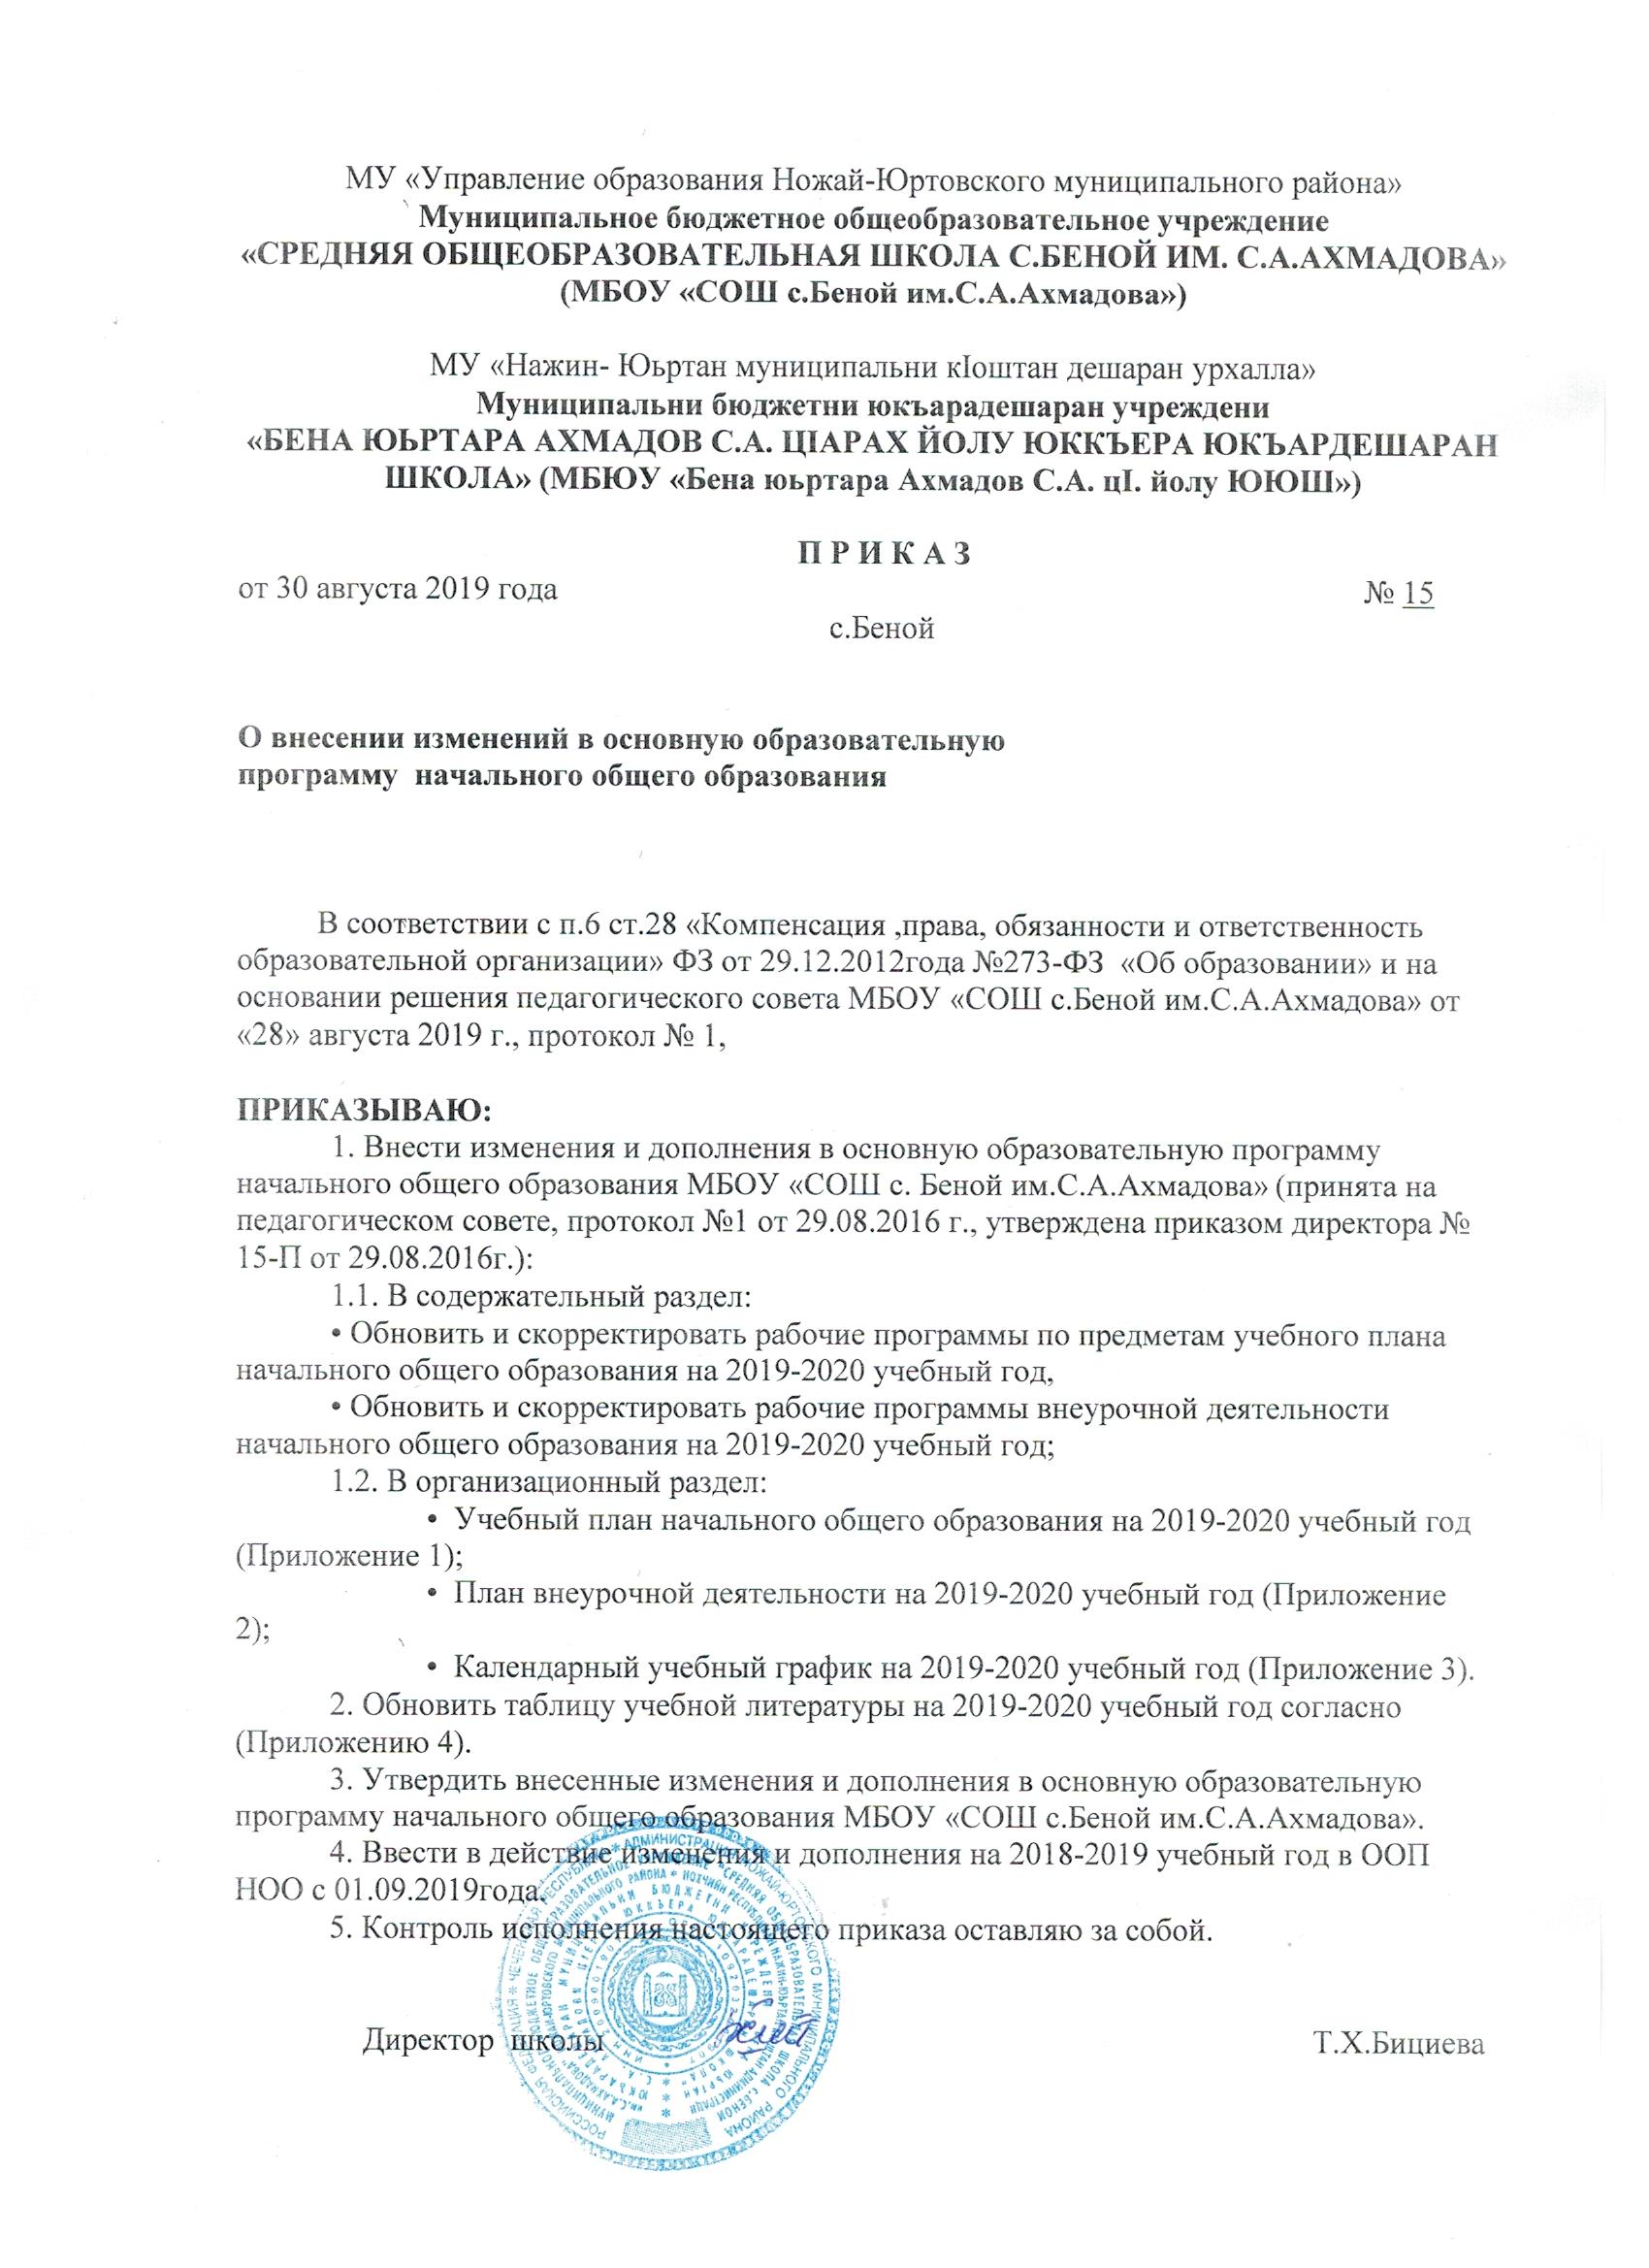 МУ «Управление образования Ножай-Юртовского муниципального района»
Муниципальное бюджетное общеобразовательное учреждение
«СРЕДНЯЯ ОБЩЕОБРАЗОВАТЕЛЬНАЯ ШКОЛА С.БЕНОЙ ИМ. С.А.АХМАДОВА»
(МБОУ «СОШ с.Беной им.С.А.Ахмадова»)
МУ «Нажин- Юьртан муниципальни кІоштан дешаран урхалла»
Муниципальни бюджетни юкъарадешаран учреждени
«БЕНА ЮЬРТАРА АХМАДОВ С.А. ЦІАРАХ ЙОЛУ ЮККЪЕРА ЮКЪАРДЕШАРАН
ШКОЛА» (МБЮУ «Бена юьртара Ахмадов С.А. цІ. йолу ЮЮШ»)
П Р И К А З
от 30 августа 2019 года № 15
с.Беной
О внесении изменений в основную образовательную
программу начального общего образования
В соответствии с п.6 ст.28 «Компенсация ,права, обязанности и ответственность
образовательной организации» ФЗ от 29.12.2012года №273-ФЗ «Об образовании» и на
основании решения педагогического совета МБОУ «СОШ с.Беной им.С.А.Ахмадова» от
«28» августа 2019 г., протокол № 1,
ПРИКАЗЫВАЮ:
1. Внести изменения и дополнения в основную образовательную программу
начального общего образования МБОУ «СОШ с. Беной им.С.А.Ахмадова» (принята на
педагогическом совете, протокол №1 от 29.08.2016 г., утверждена приказом директора №
15-П от 29.08.2016г.):
1.1. В содержательный раздел:
• Обновить и скорректировать рабочие программы по предметам учебного плана
начального общего образования на 2019-2020 учебный год,
• Обновить и скорректировать рабочие программы внеурочной деятельности
начального общего образования на 2019-2020 учебный год;
1.2. В организационный раздел:
• Учебный план начального общего образования на 2019-2020 учебный год
(Приложение 1);
• План внеурочной деятельности на 2019-2020 учебный год (Приложение
2);
• Календарный учебный график на 2019-2020 учебный год (Приложение 3).
2. Обновить таблицу учебной литературы на 2019-2020 учебный год согласно
(Приложению 4).
3. Утвердить внесенные изменения и дополнения в основную образовательную
программу начального общего образования МБОУ «СОШ с.Беной им.С.А.Ахмадова».
4. Ввести в действие изменения и дополнения на 2018-2019 учебный год в ООП
НОО с 01.09.2019года.
5. Контроль исполнения настоящего приказа оставляю за собой.
Директор школы Т.Х.Бициева
РОССИЙСКАЯ ФЕДЕРАЦИЯ * ЧЕЧЕНСКАЯ РЕСПУБЛИКА * АДМИНИСТРАЦИЯ НОЖАЙ-ЮРТОВСКОГО МУНИЦИПАЛЬНОГО РАЙОНА